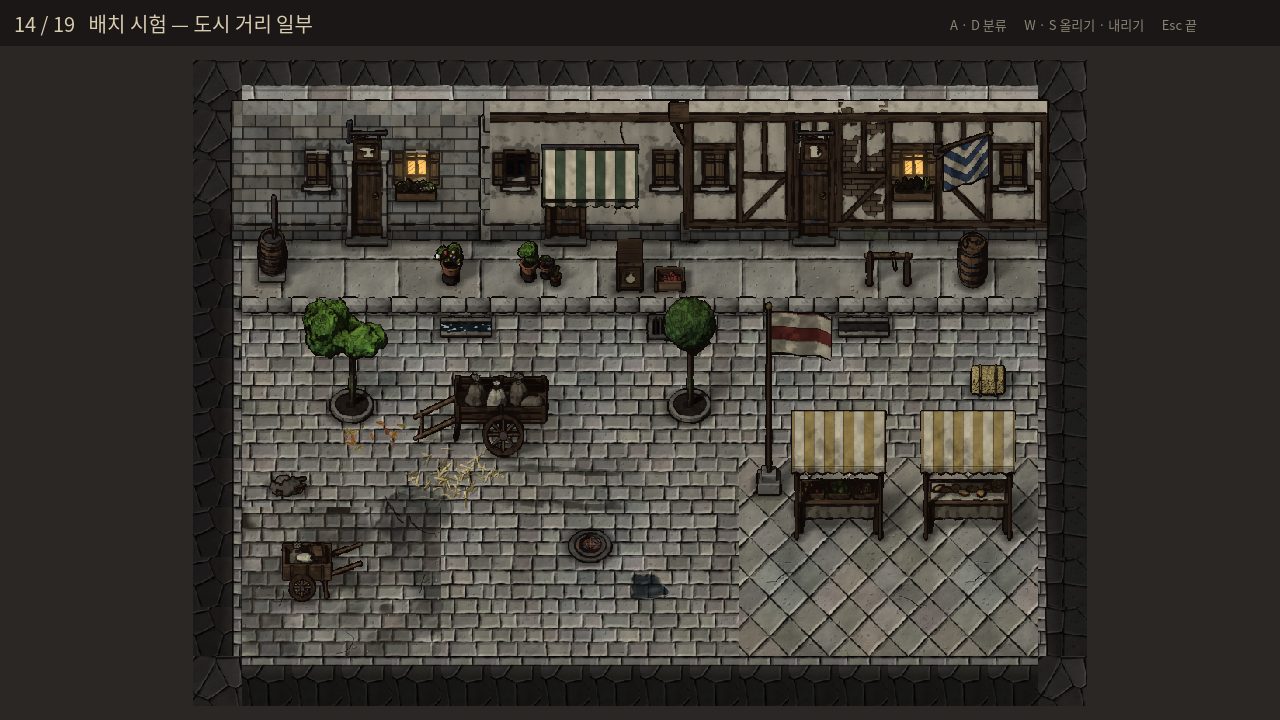 14 / 19 배치 시험 — 도시 거리 일부
A · D 분류 W · S 올리기 · 내리기 Esc 끝